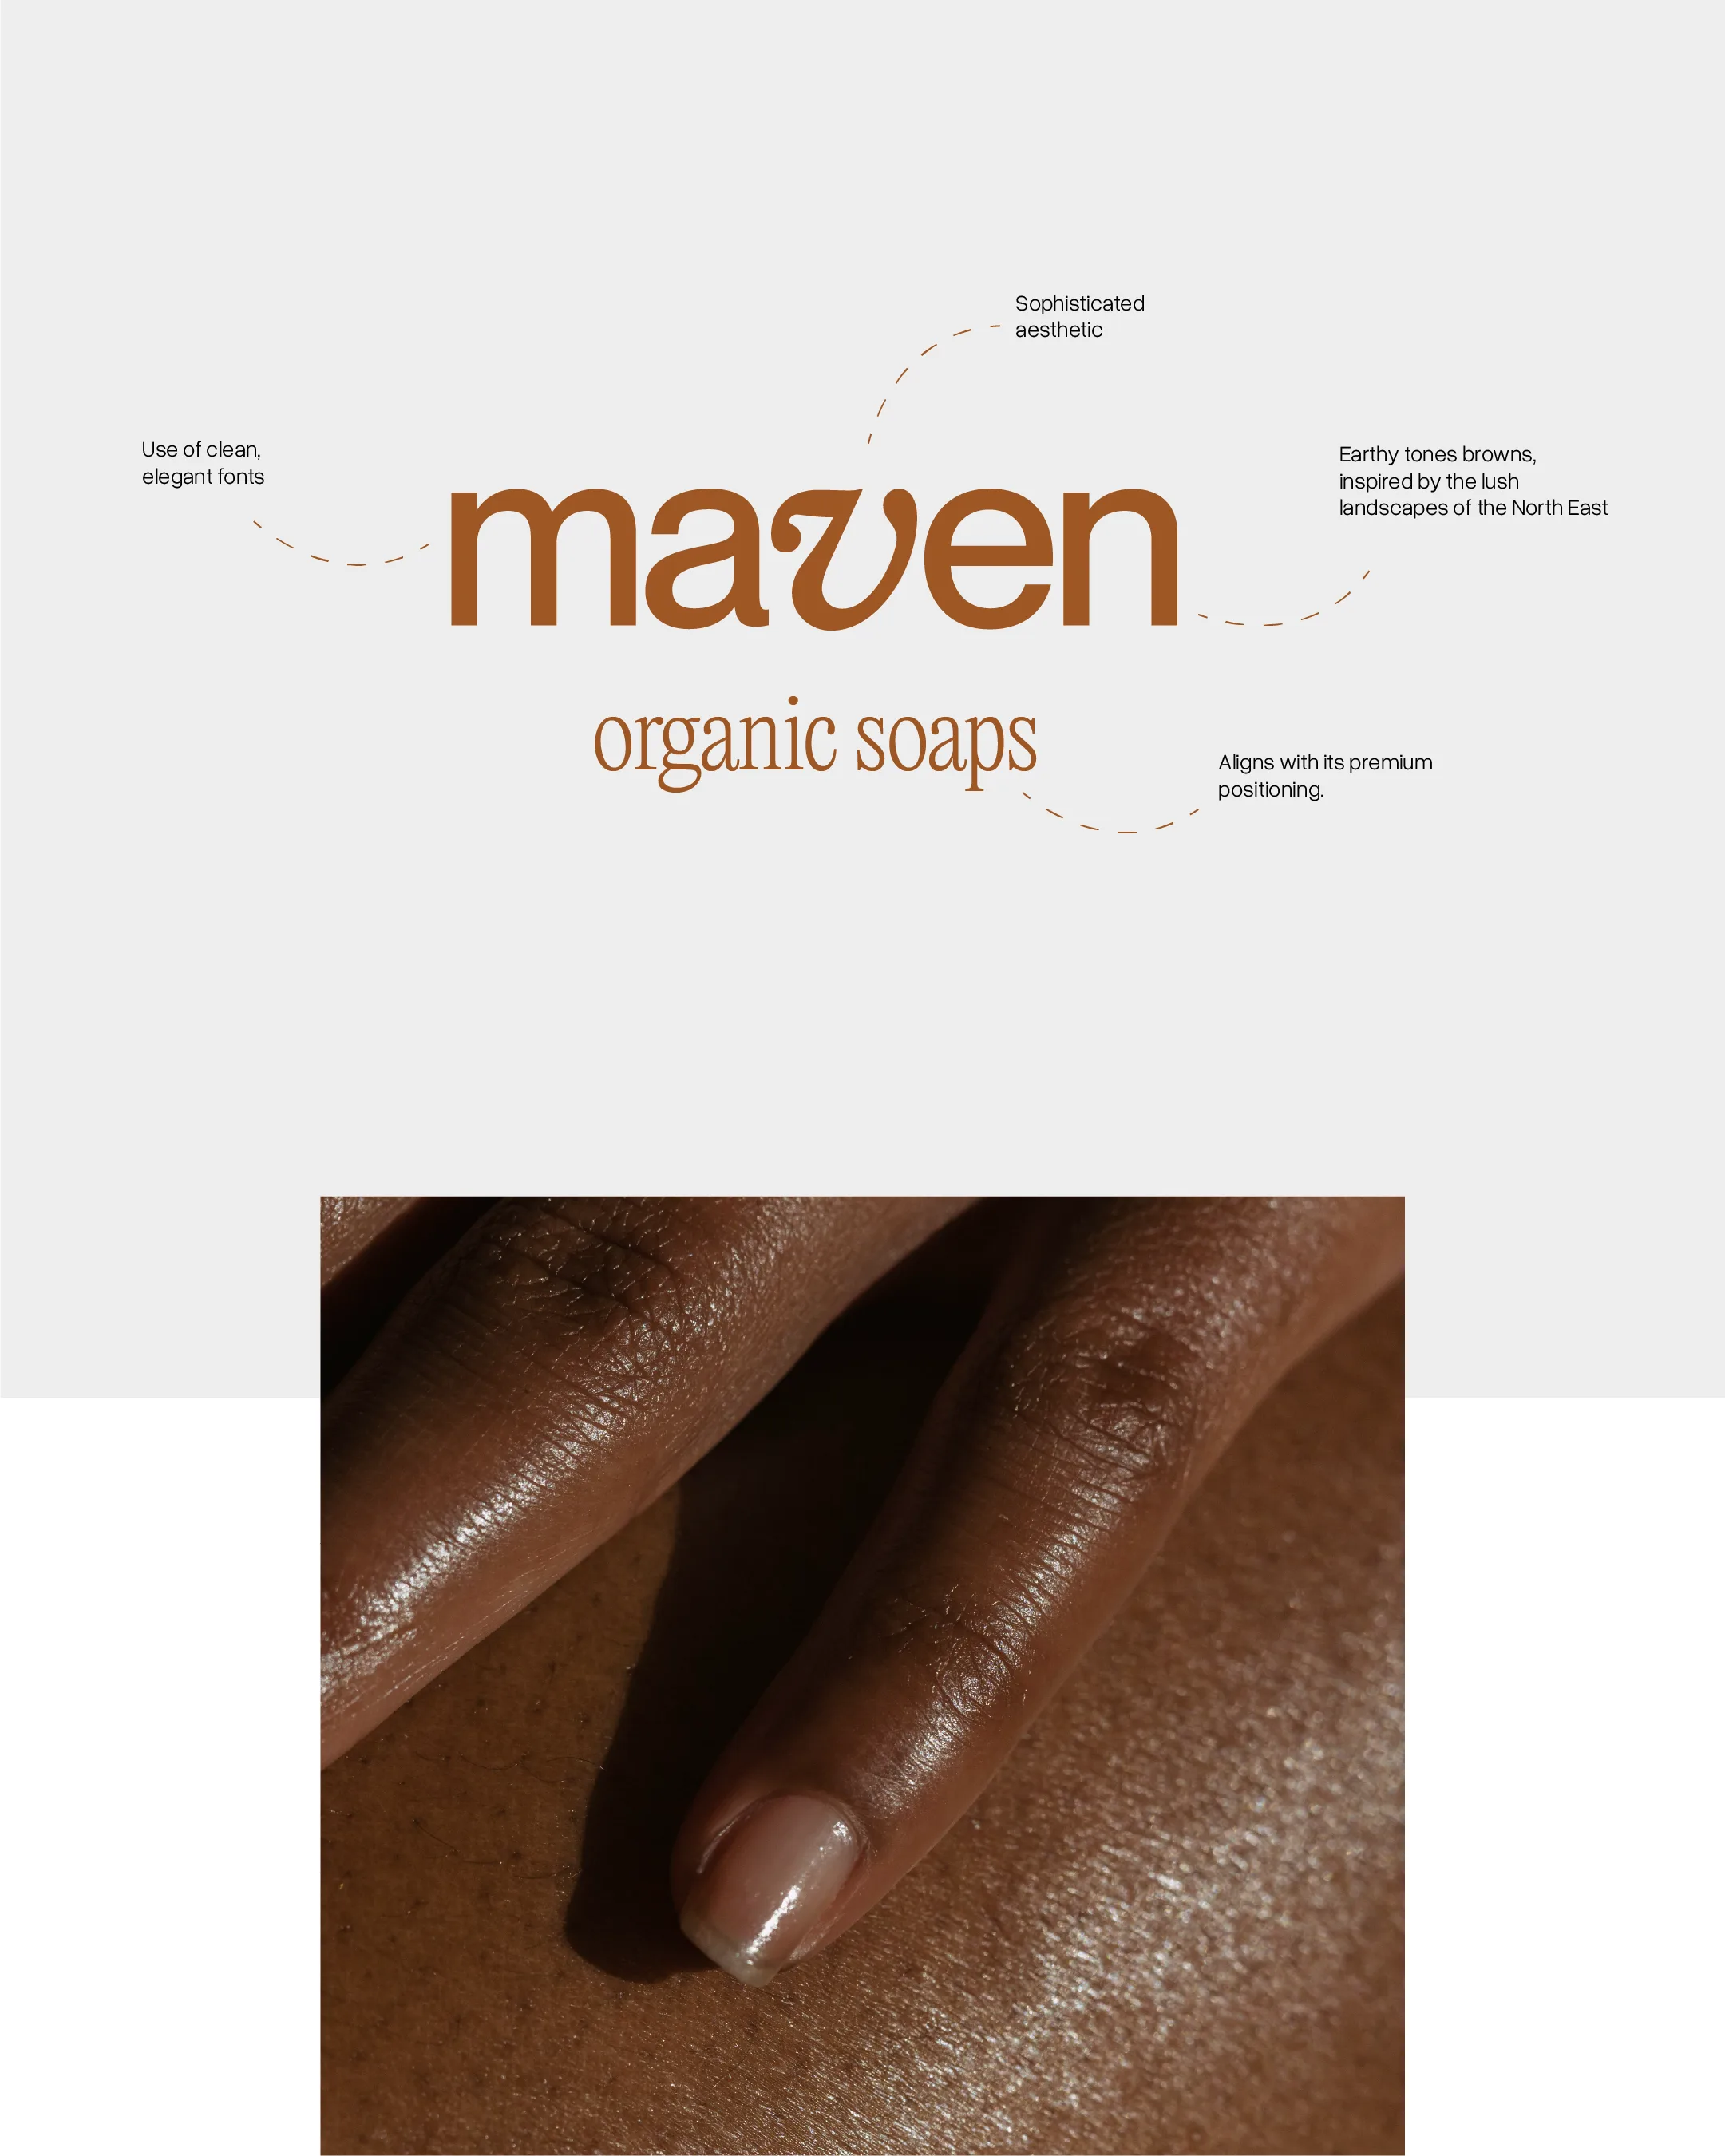 Sophisticated
aesthetic
Use of clean,
elegant fonts
Earthy tones browns,
inspired by the lush
landscapes of the North East
maven
organic soaps
Aligns with its premium
positioning.